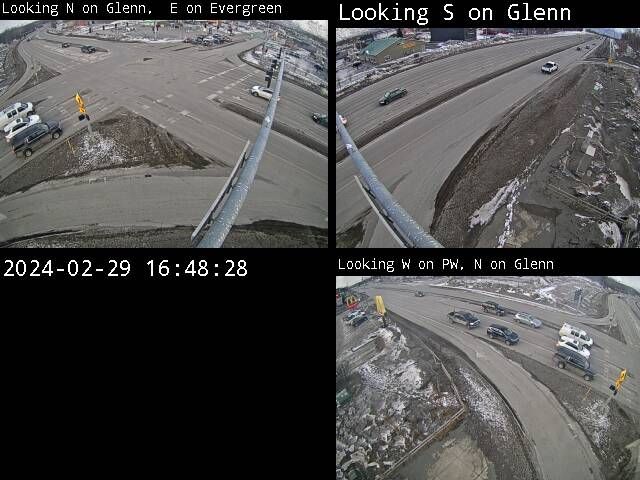 Looking N on Glenn,  E on Evergreen
Looking S on Glenn
2024-02-29 16:48:28
Looking W on PW, N on Glenn